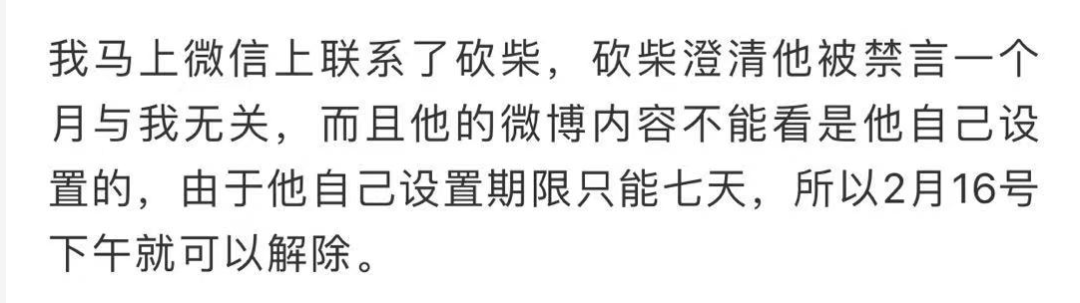 我马上微信上联系了砍柴，砍柴澄清他被禁言一个
月与我无关，而且他的微博内容不能看是他自己设
置的，由于他自己设置期限只能七天，所以2月16号
下午就可以解除。